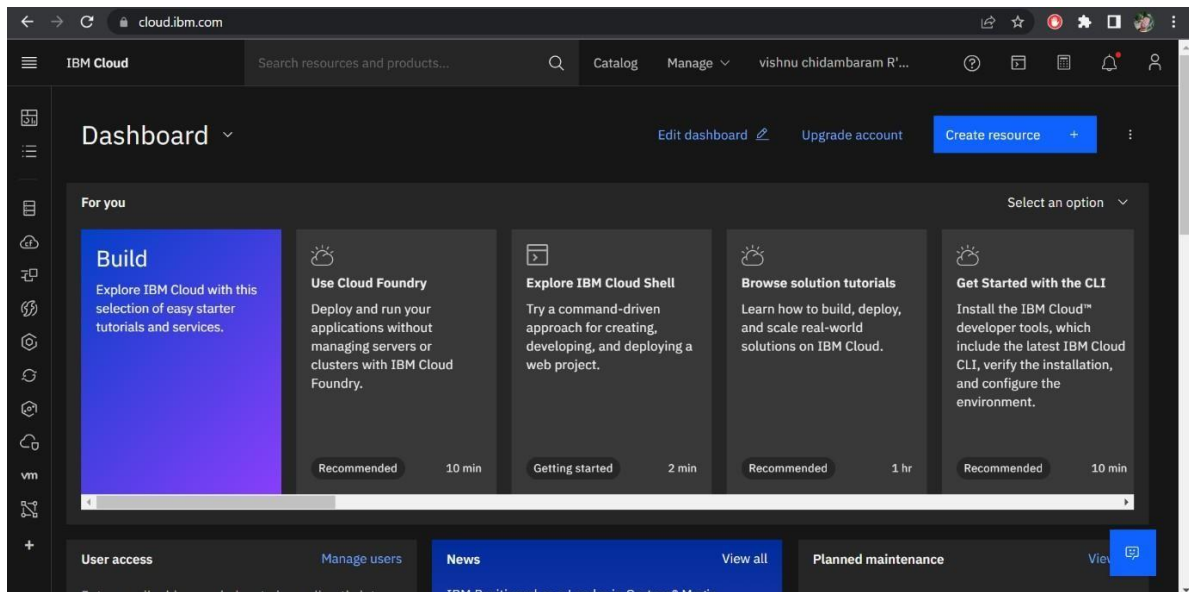 cloud.ibm.com
IBM Cloud
Search resources and products...
Catalog
Manage
vishnu chidambaram R'...
Dashboard
Edit dashboard
Upgrade account
Create resource +
For you
Select an option
Build
Explore IBM Cloud with this
selection of easy starter
tutorials and services.
Use Cloud Foundry
Deploy and run your
applications without
managing servers or
clusters with IBM Cloud
Foundry.
Recommended 10 min
Explore IBM Cloud Shell
Try a command-driven
approach for creating,
developing, and deploying a
web project.
Getting started 2 min
Browse solution tutorials
Learn how to build, deploy,
and scale real-world
solutions on IBM Cloud.
Recommended 1 hr
Get Started with the CLI
Install the IBM Cloud™
developer tools, which
include the latest IBM Cloud
CLI, verify the installation,
and configure the
environment.
Recommended 10 min
vm
User access
Manage users
News
View all
Planned maintenance